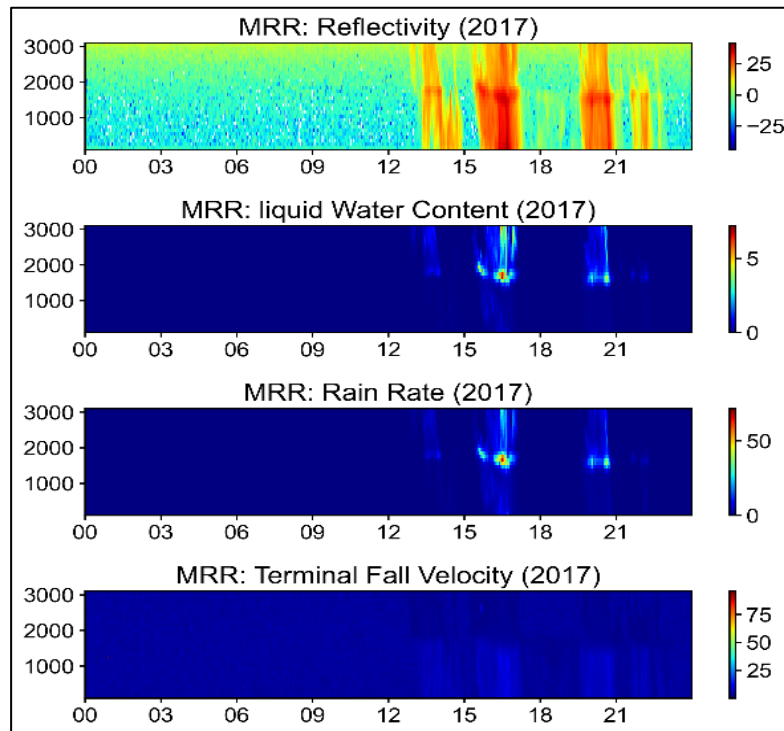 MRR: Reflectivity (2017)
3000
2000
1000
25
0
−25
00 03 06 09 12 15 18 21
MRR: liquid Water Content (2017)
3000
2000
1000
5
0
00 03 06 09 12 15 18 21
MRR: Rain Rate (2017)
3000
2000
1000
50
0
00 03 06 09 12 15 18 21
MRR: Terminal Fall Velocity (2017)
3000
2000
1000
75
50
25
00 03 06 09 12 15 18 21